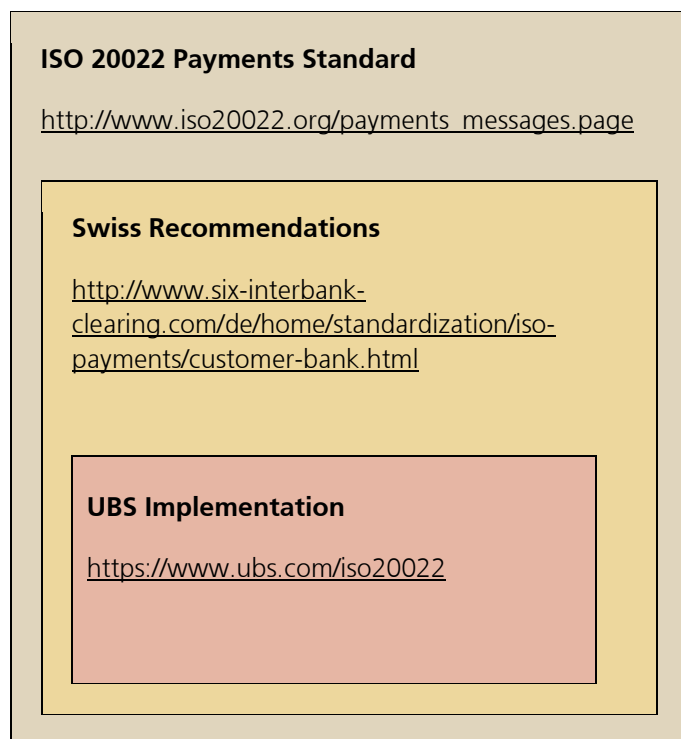 ISO 20022 Payments Standard
http://www.iso20022.org/payments_messages.page
Swiss Recommendations
http://www.six-interbank-
clearing.com/de/home/standardization/iso-
payments/customer-bank.html
UBS Implementation
https://www.ubs.com/iso20022